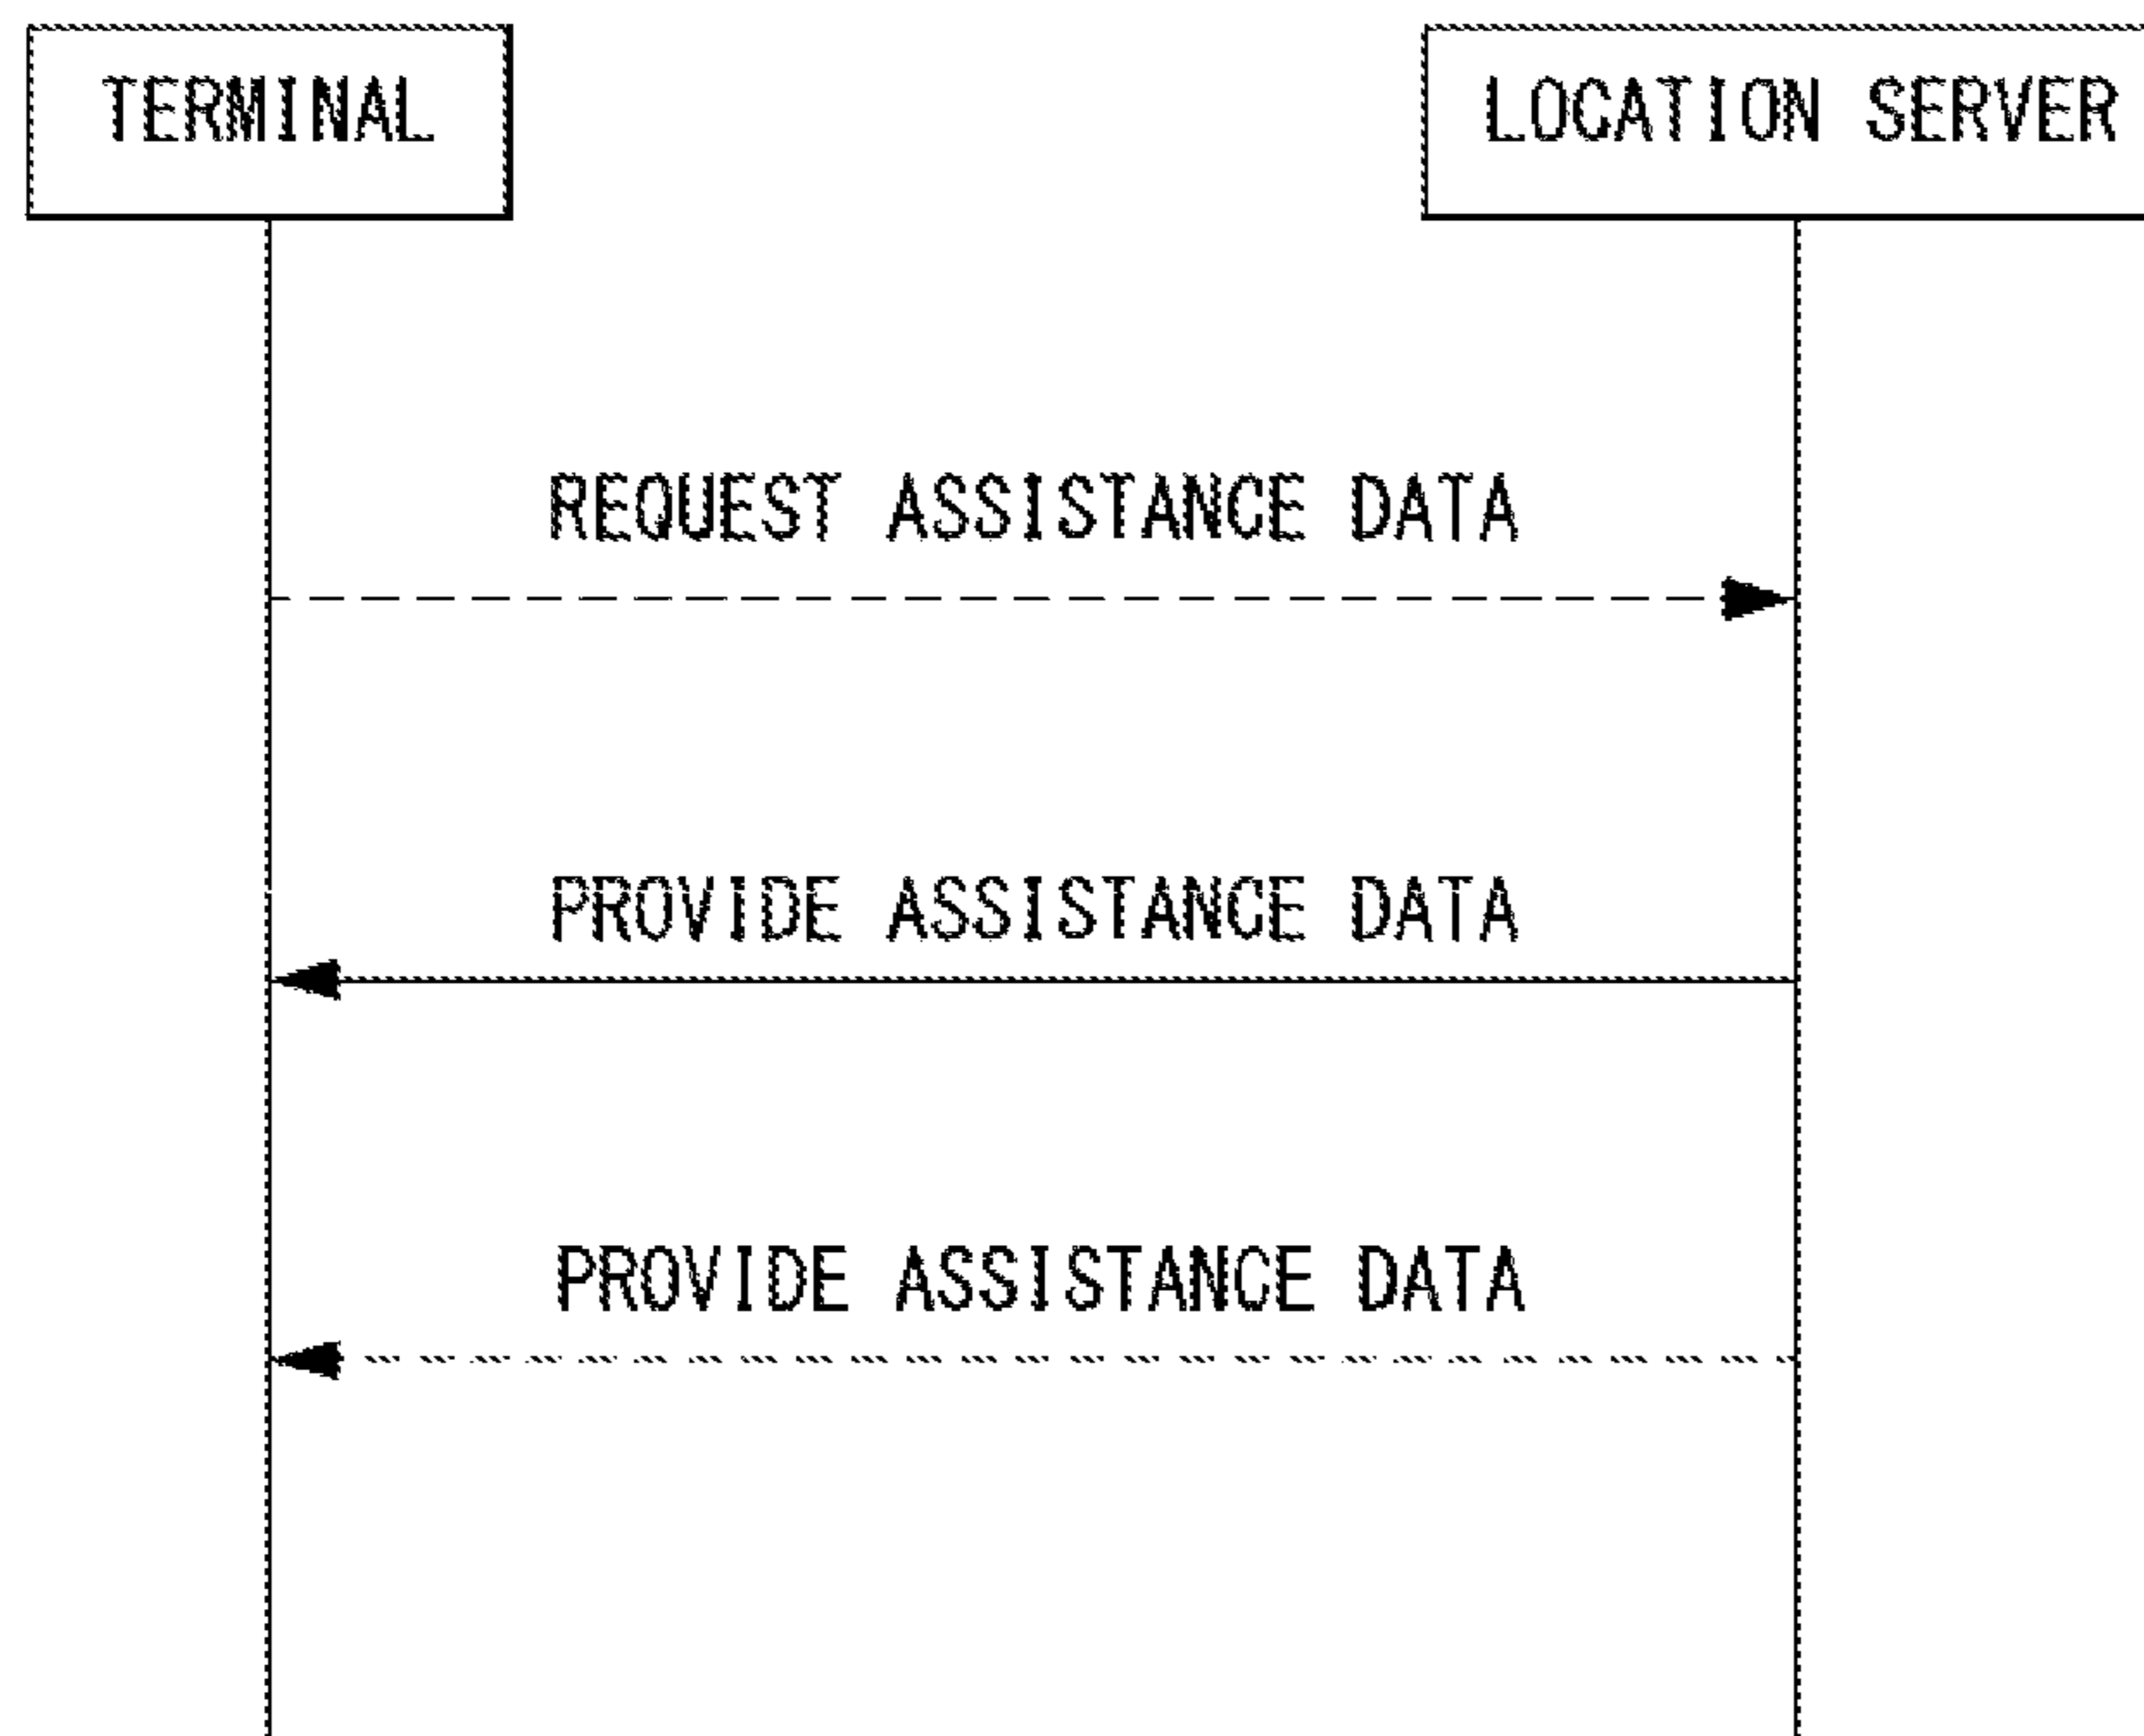 TERMINAL
LOCATION SERVER
REQUEST ASSISTANCE DATA
PROVIDE ASSISTANCE DATA
PROVIDE ASSISTANCE DATA